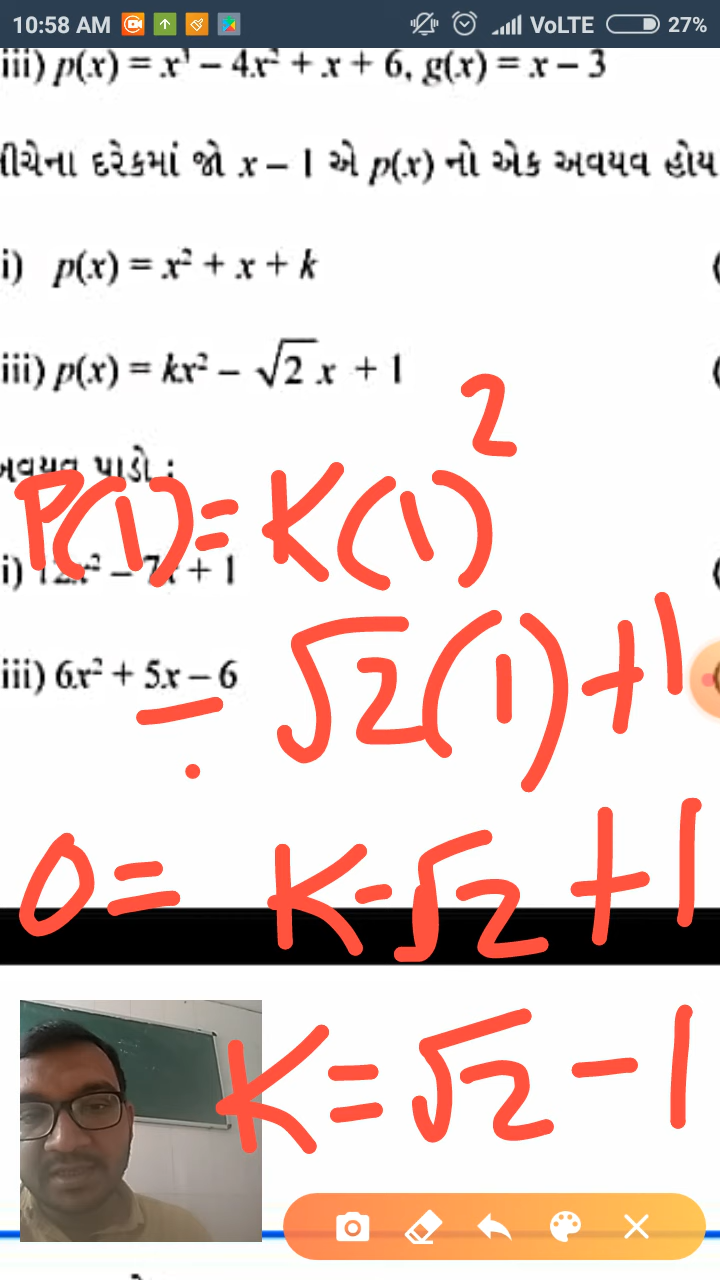 10:58 AM VoLTE 27%
iii) p(x) = x³ – 4x² + x + 6, g(x) = x – 3
નીચેના દરેકમાં જો x – 1 એ p(x) નો એક અવયવ હોય
i) p(x) = x² + x + k
iii) p(x) = kx² – √2 x + 1
અવયવ પાડો :
P(1) = K(1)²
i) 12x² – 7x + 1
– √2(1)+1
iii) 6x² + 5x – 6
0 = K-√2+1
K=√2-1